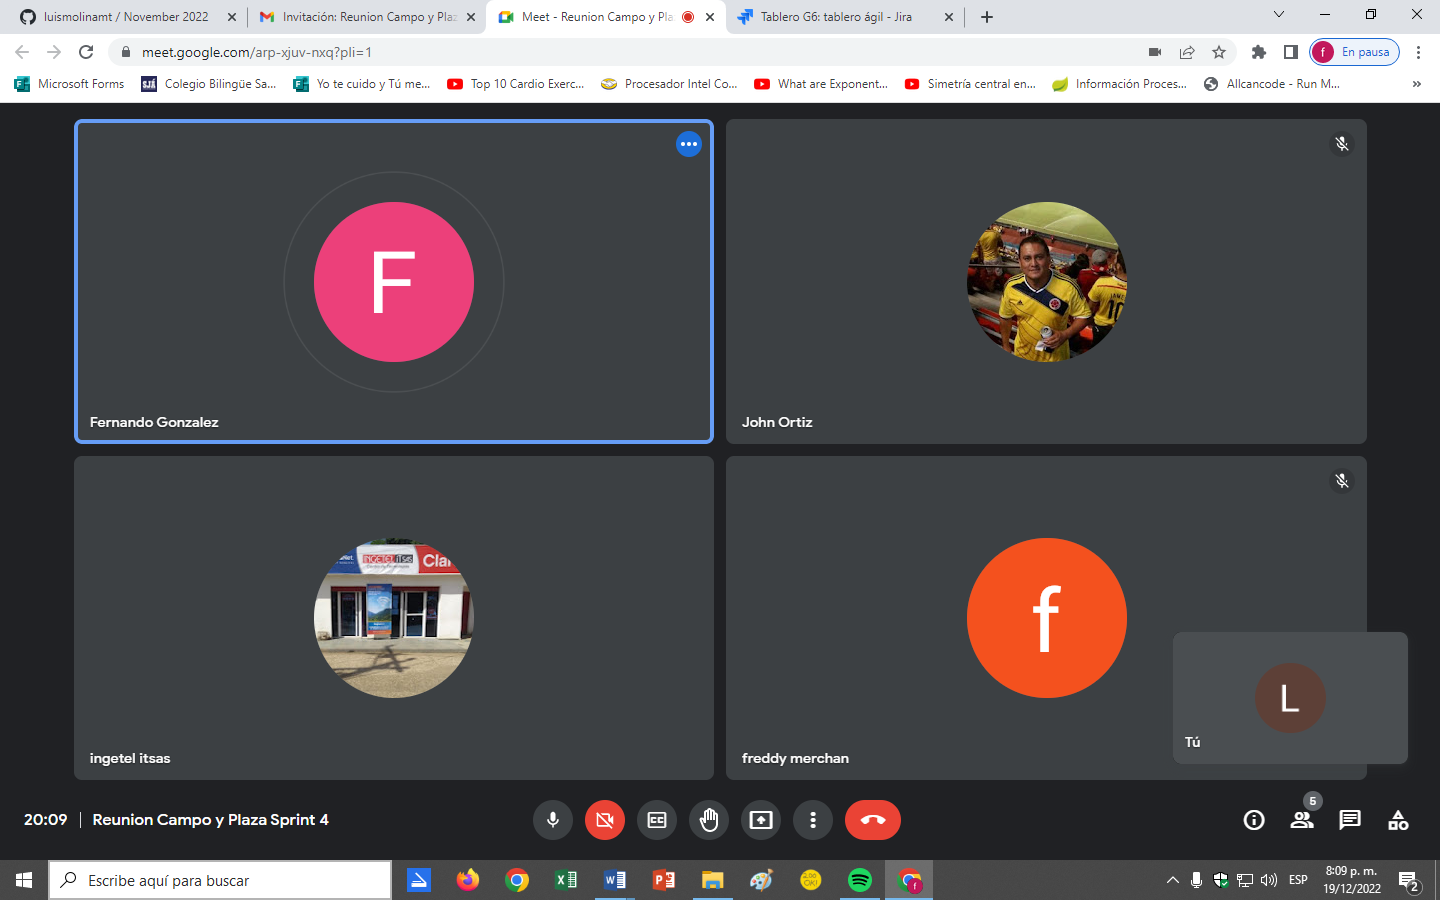 luismolinamt / November 2022
Invitación: Reunion Campo y Plaz
Meet - Reunion Campo y Pla
Tablero G6: tablero ágil - Jira
meet.google.com/arp-xjuv-nxq?pli=1
f
En pausa
Microsoft Forms
SJA
Colegio Bilingüe Sa...
Yo te cuido y Tú me...
Top 10 Cardio Exerc...
Procesador Intel Co...
What are Exponent...
Simetría central en...
Información Proces...
Allcancode - Run M...
F
Fernando Gonzalez
John Ortiz
INGETEL ITSAS
Cla
ingetel itsas
f
freddy merchan
L
Tú
20:09
Reunion Campo y Plaza Sprint 4
5
Escribe aquí para buscar
ESP
8:09 p. m.
19/12/2022
2